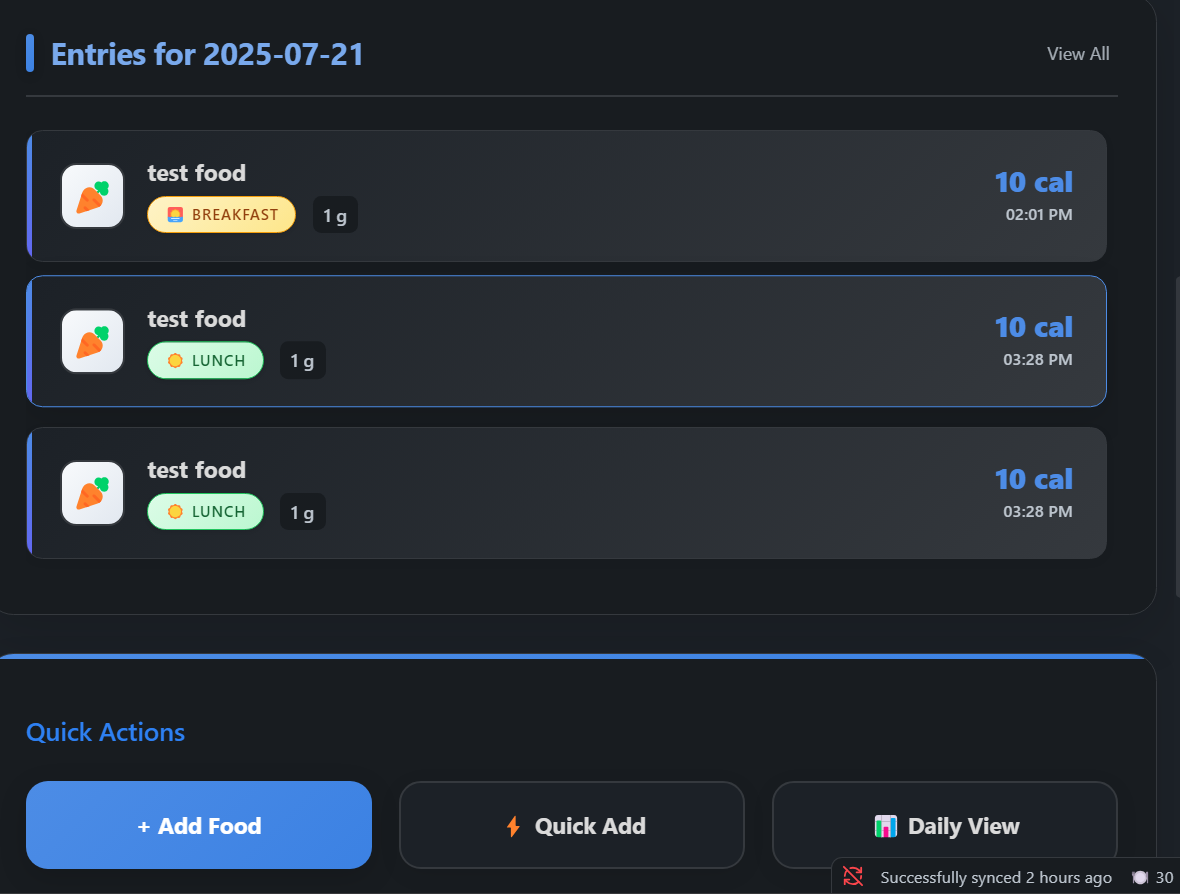 Entries for 2025-07-21
View All
test food
BREAKFAST
1 g
10 cal
02:01 PM
test food
LUNCH
1 g
10 cal
03:28 PM
test food
LUNCH
1 g
10 cal
03:28 PM
Quick Actions
+ Add Food
Quick Add
Daily View
Successfully synced 2 hours ago
30